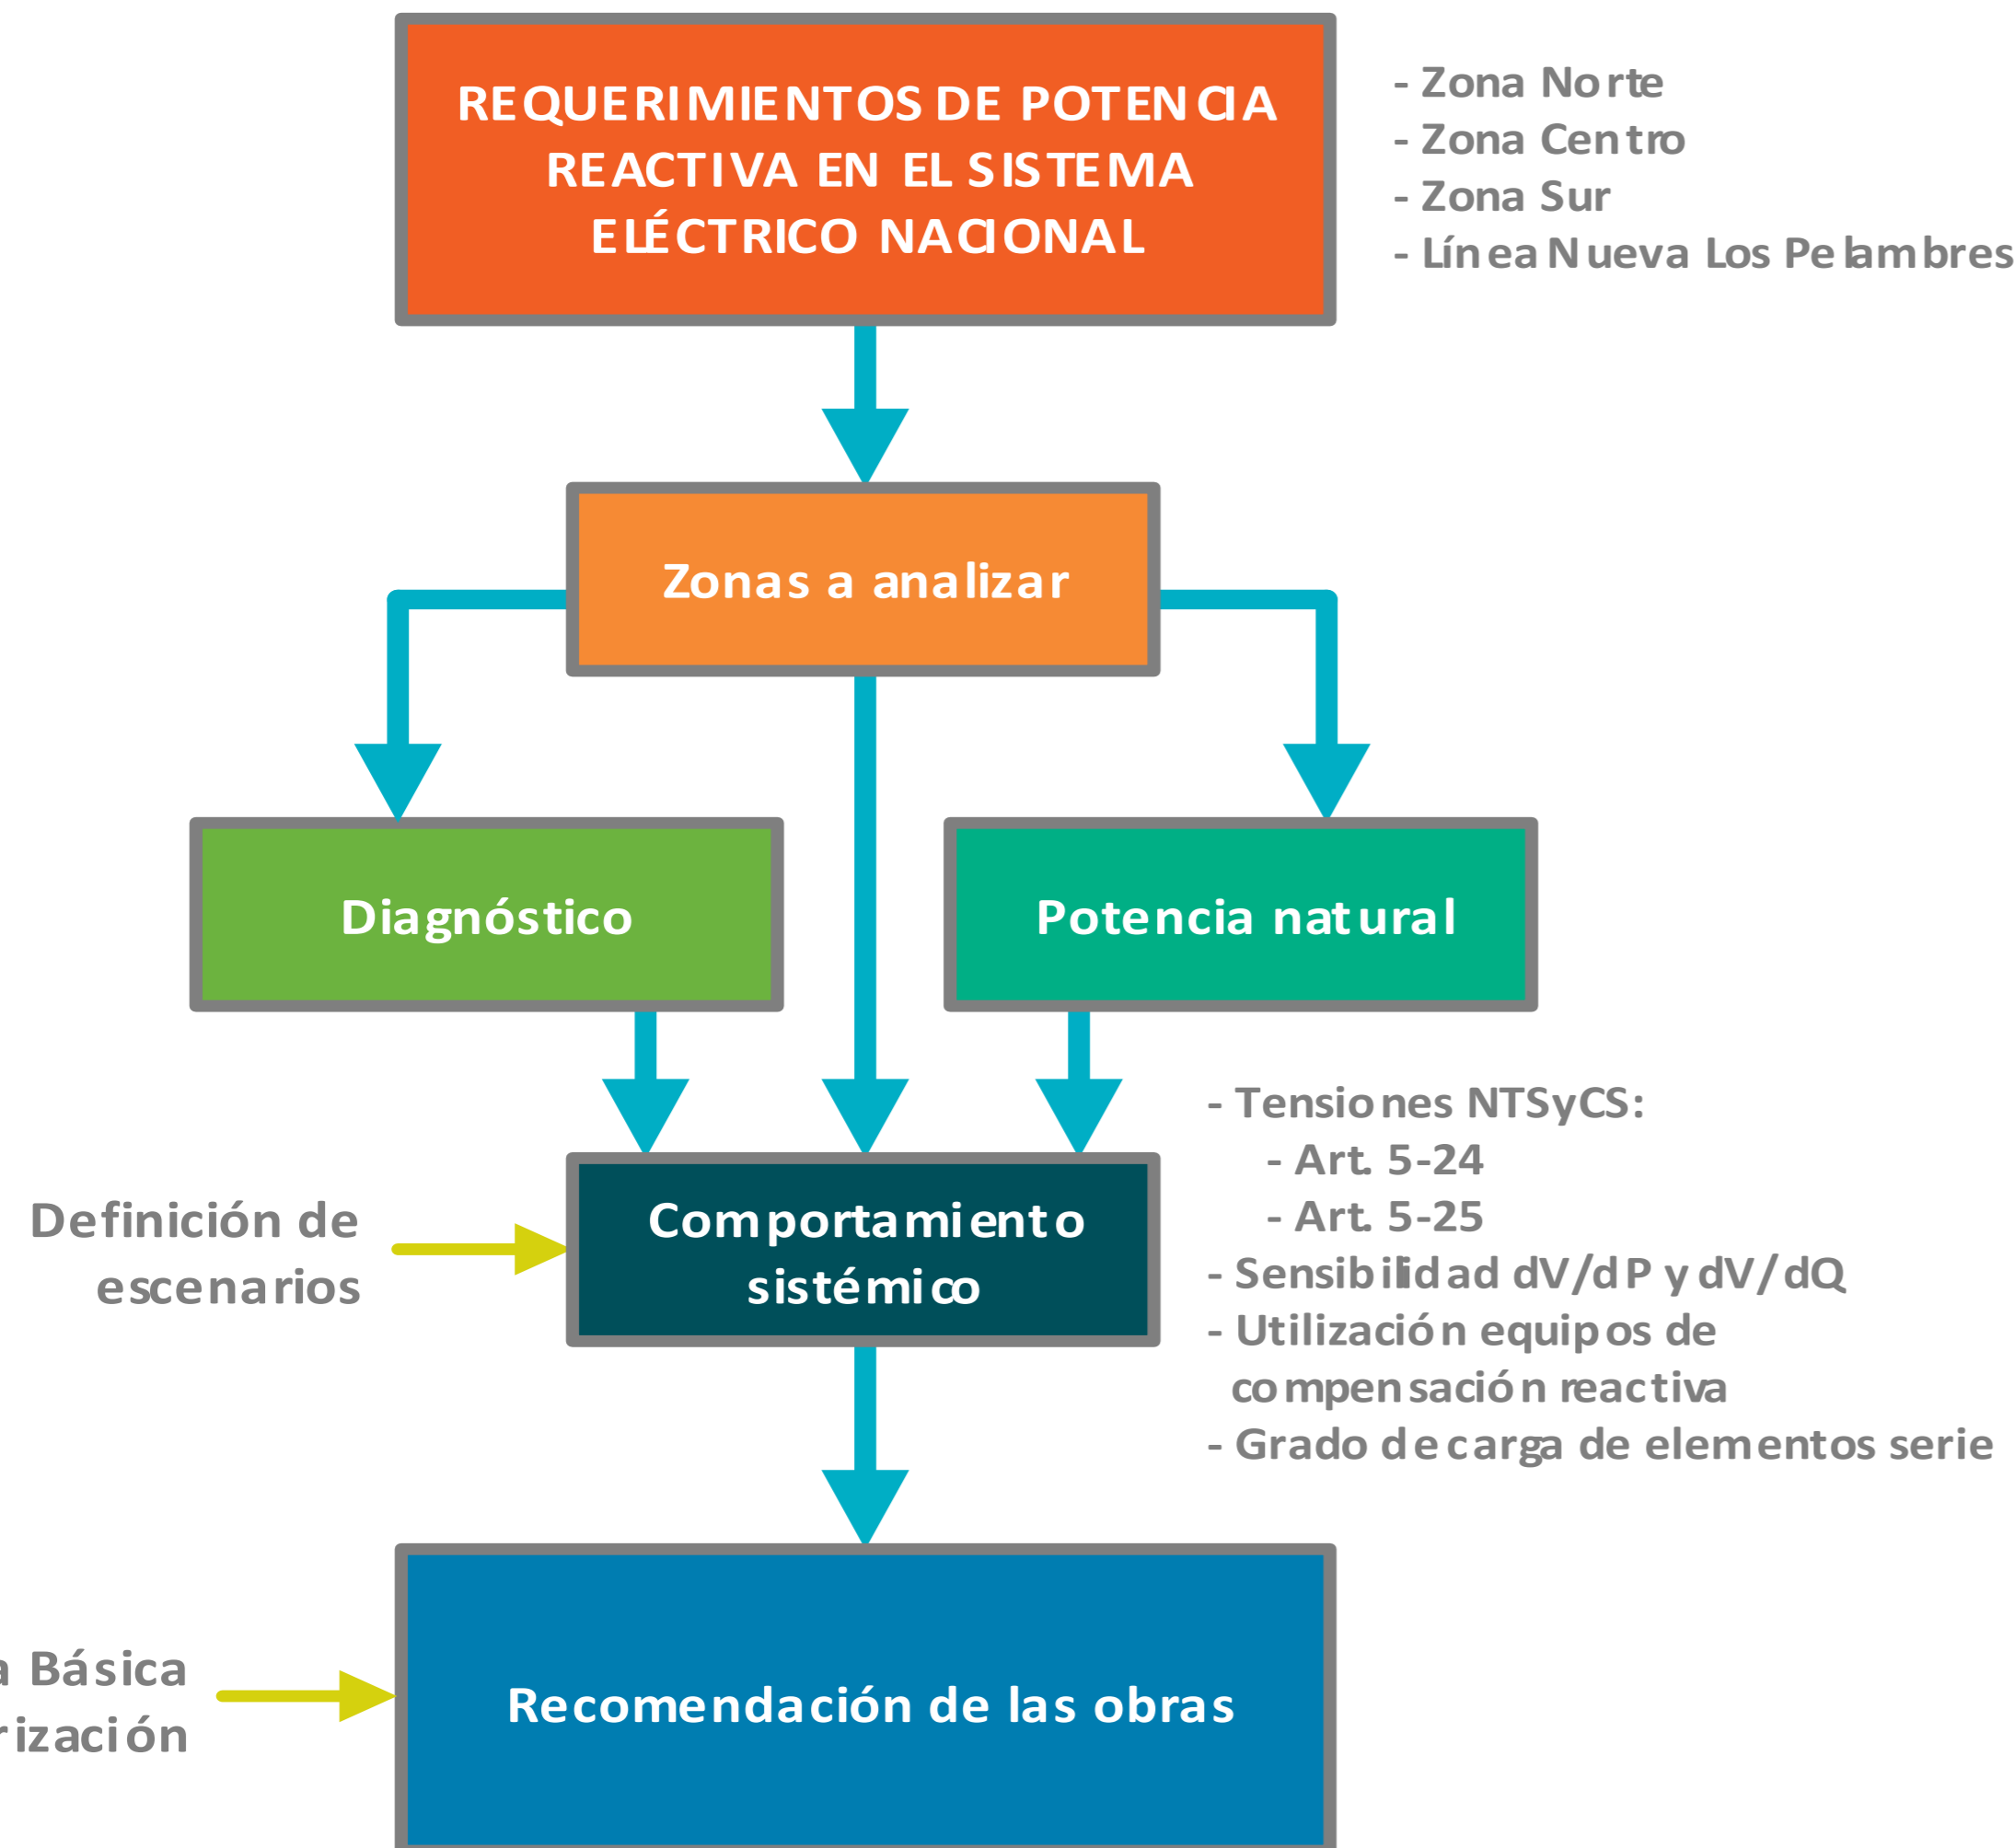 REQUERIMIENTOS DE POTENCIA
REACTIVA EN EL SISTEMA
ELÉCTRICO NACIONAL
- Zona Norte
- Zona Centro
- Zona Sur
- Línea Nueva Los Pelambres
Zonas a analizar
Diagnóstico
Potencia natural
Definición de
escenarios
Comportamiento
sistémico
- Tensiones NTSyCS:
- Art. 5-24
- Art. 5-25
- Sensibilidad dV/dP y dV/dQ
- Utilización equipos de
compensación reactiva
- Grado de carga de elementos serie
Básica
Recomendación de las obras